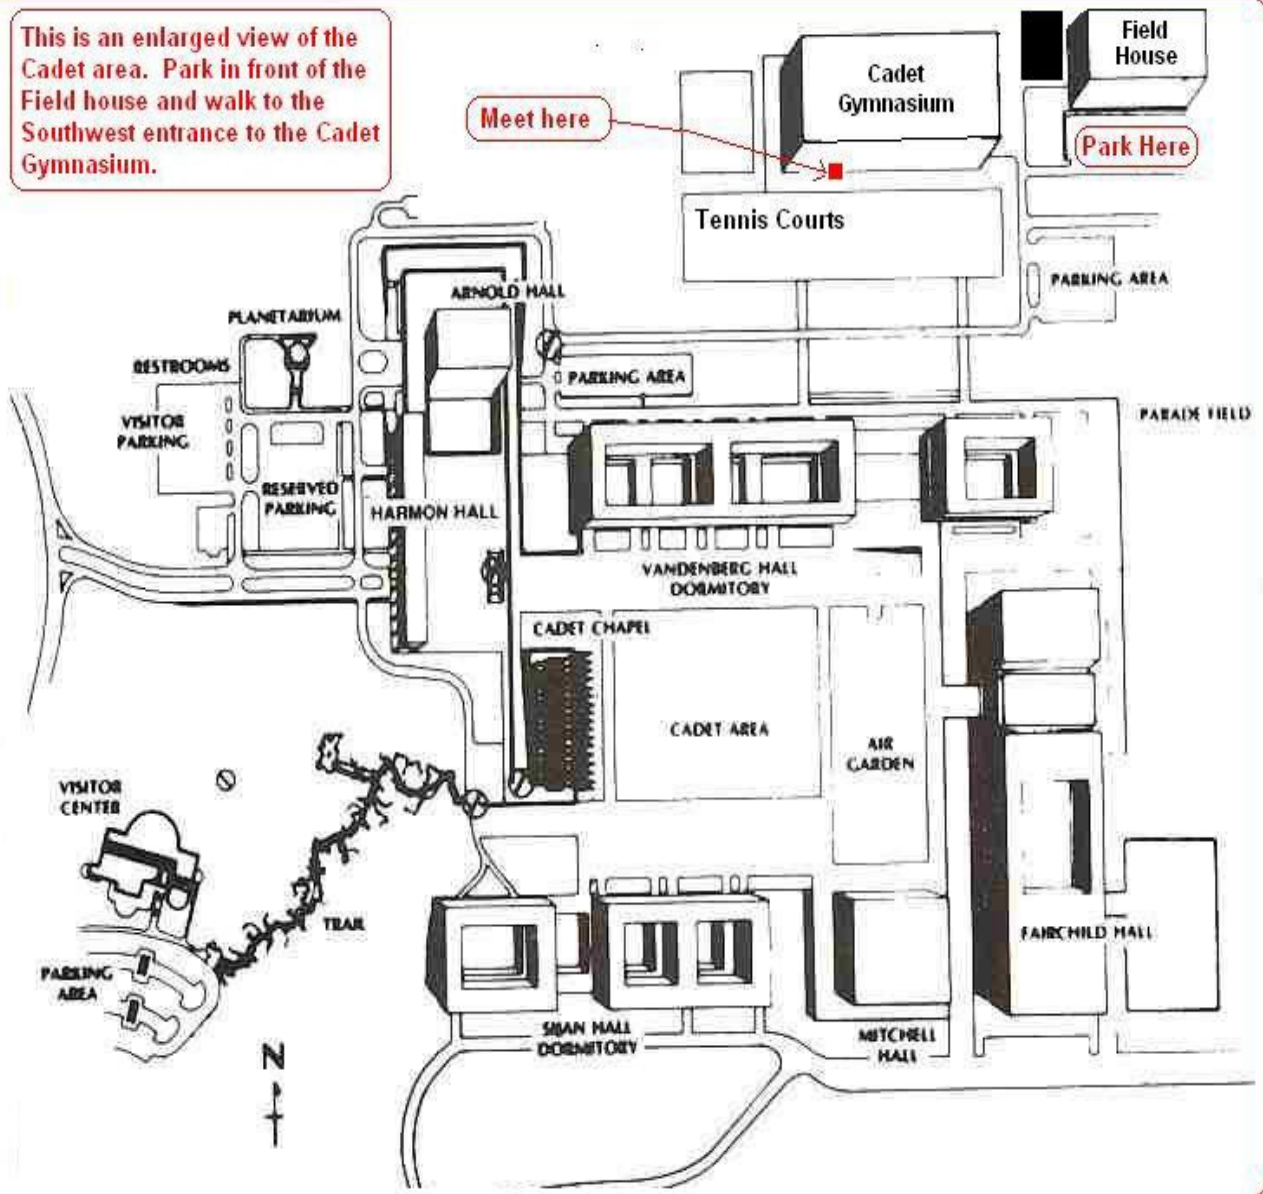 This is an enlarged view of the
Cadet area.  Park in front of the
Field house and walk to the
Southwest entrance to the Cadet
Gymnasium.
Meet here
Cadet
Gymnasium
Field
House
Park Here
Tennis Courts
PARKING AREA
ARNOLD HALL
PLANETARIUM
RESTROOMS
PARKING AREA
VISITOR
PARKING
PARADE FIELD
RESERVED
PARKING
HARMON HALL
VANDENBERG HALL
DORMITORY
CADET CHAPEL
CADET AREA
AIR
GARDEN
VISITOR
CENTER
TRAIL
FAIRCHILD HALL
PARKING
AREA
SIJAN HALL
DORMITORY
MITCHELL
HALL
N